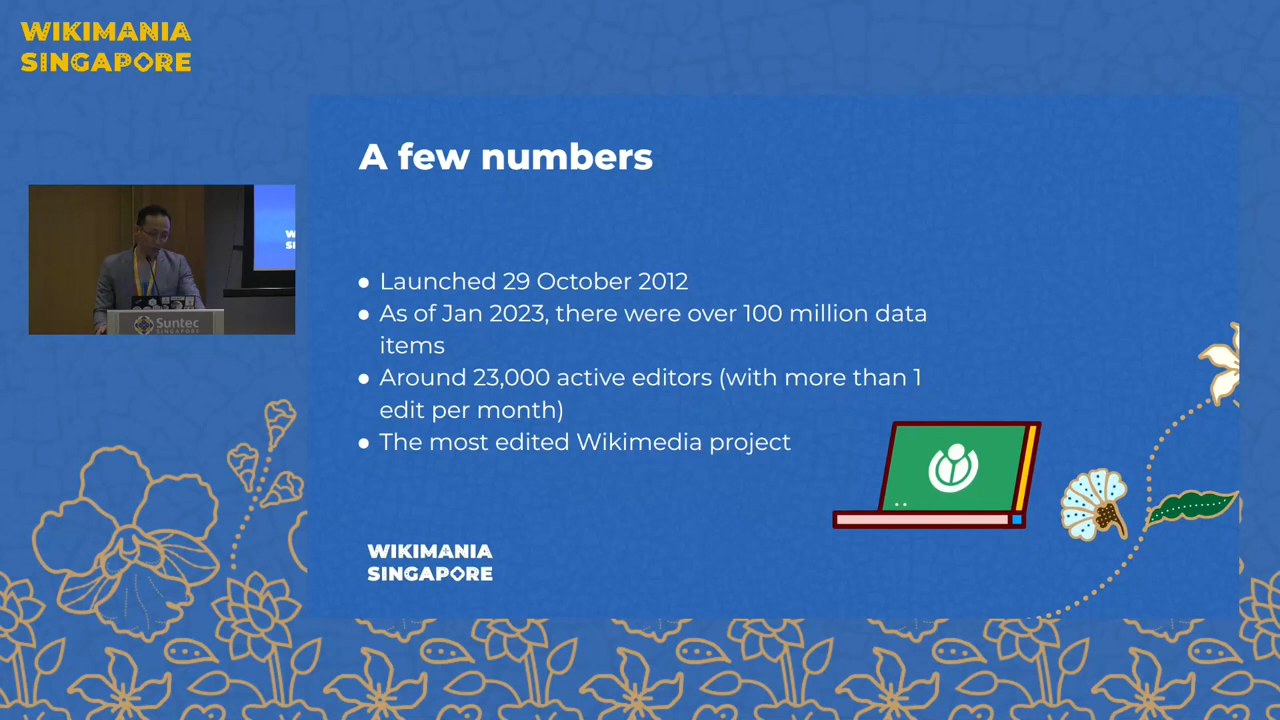 WIKIMANIA
SINGAPORE
A few numbers
● Launched 29 October 2012
● As of Jan 2023, there were over 100 million data
items
● Around 23,000 active editors (with more than 1
edit per month)
● The most edited Wikimedia project
W
SI
Suntec
SINGAPORE
WIKIMANIA
SINGAPORE